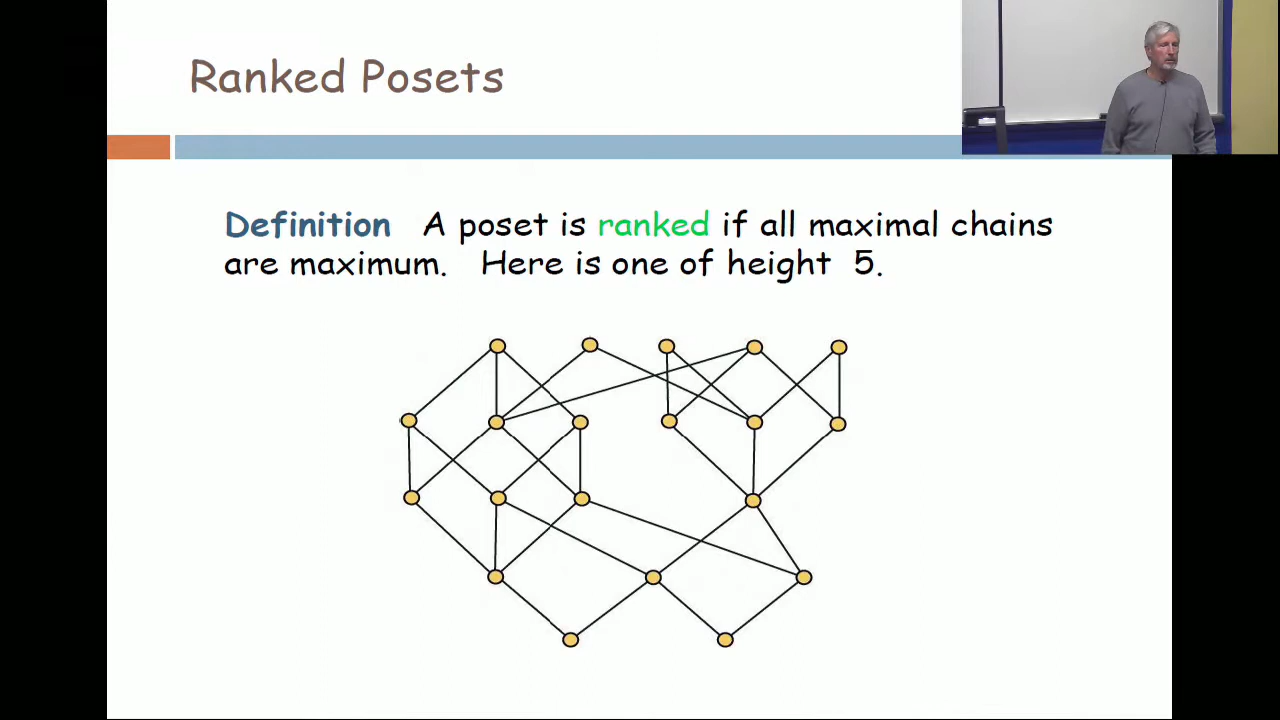 Ranked Posets
Definition A poset is ranked if all maximal chains
are maximum. Here is one of height 5.